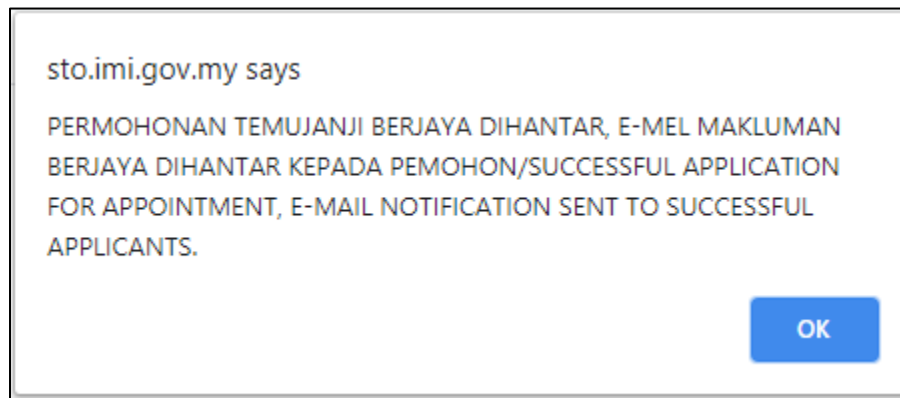 sto.imi.gov.my says
PERMOHONAN TEMUJANJI BERJAYA DIHANTAR, E-MEL MAKLUMAN
BERJAYA DIHANTAR KEPADA PEMOHON/SUCCESSFUL APPLICATION
FOR APPOINTMENT, E-MAIL NOTIFICATION SENT TO SUCCESSFUL
APPLICANTS.
OK